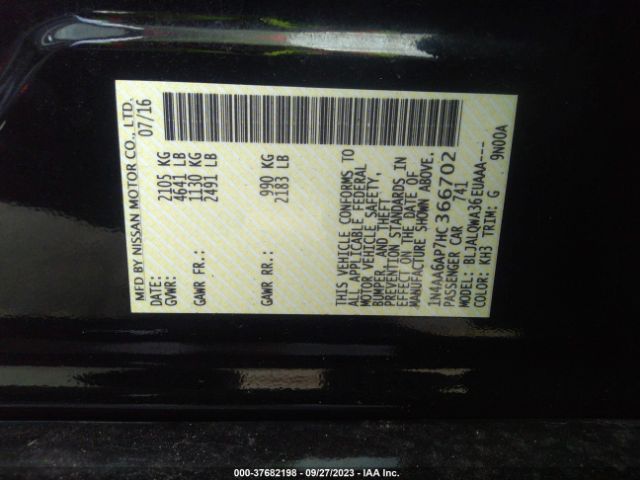 MFD BY NISSAN MOTOR CO., LTD.
07/16
GVWR: 2105 KG
4641 LB
GAWR FR: 1130 KG
2491 LB
GAWR RR: 990 KG
2183 LB
THIS VEHICLE CONFORMS TO
ALL APPLICABLE FEDERAL
MOTOR VEHICLE SAFETY,
BUMPER, AND THEFT
PREVENTION STANDARDS IN
EFFECT ON THE DATE OF
MANUFACTURE SHOWN ABOVE.
1N4AA6AP7HC366702
PASSENGER CAR 741
MODEL: BLJALQWA36EUAAA---
COLOR: KH3 TRIM: G 9N00A
000-37682198 - 09/27/2023 - IAA Inc.